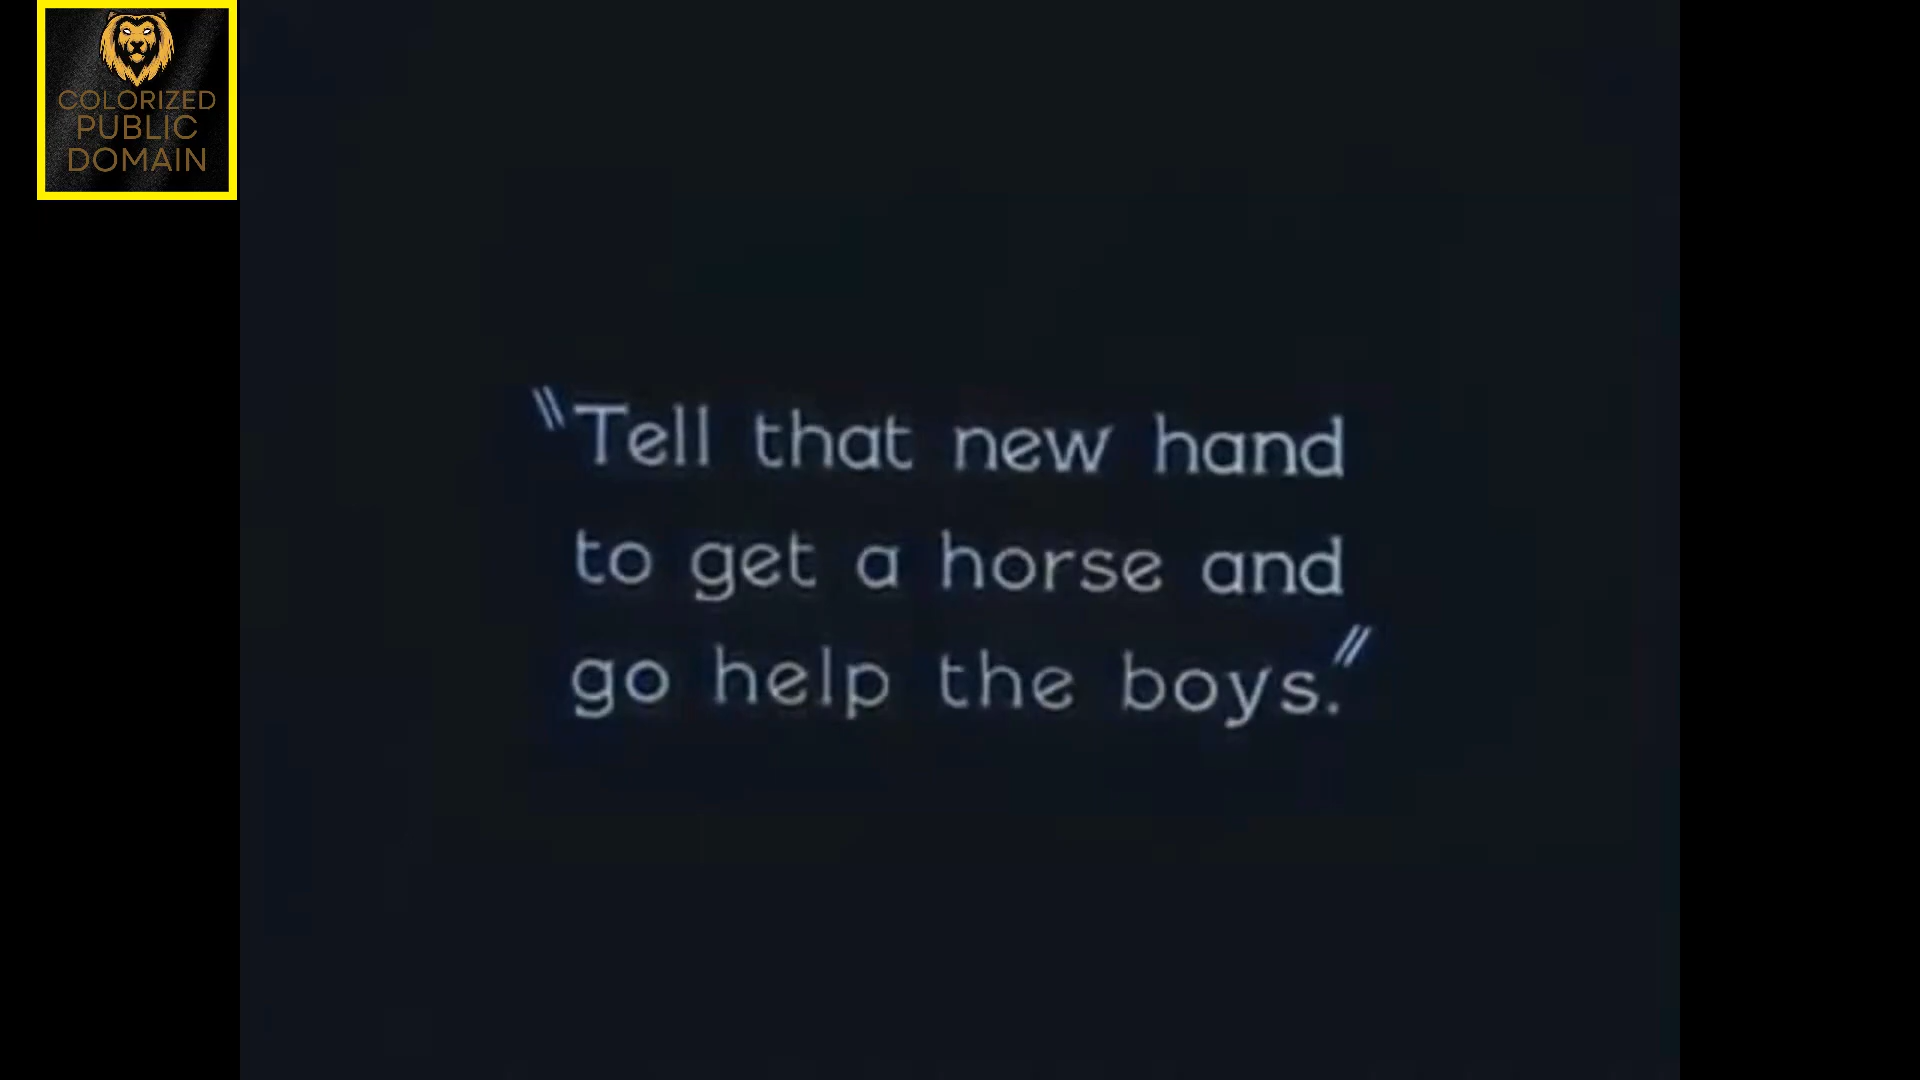 COLORIZED
PUBLIC
DOMAIN
"Tell that new hand
to get a horse and
go help the boys."